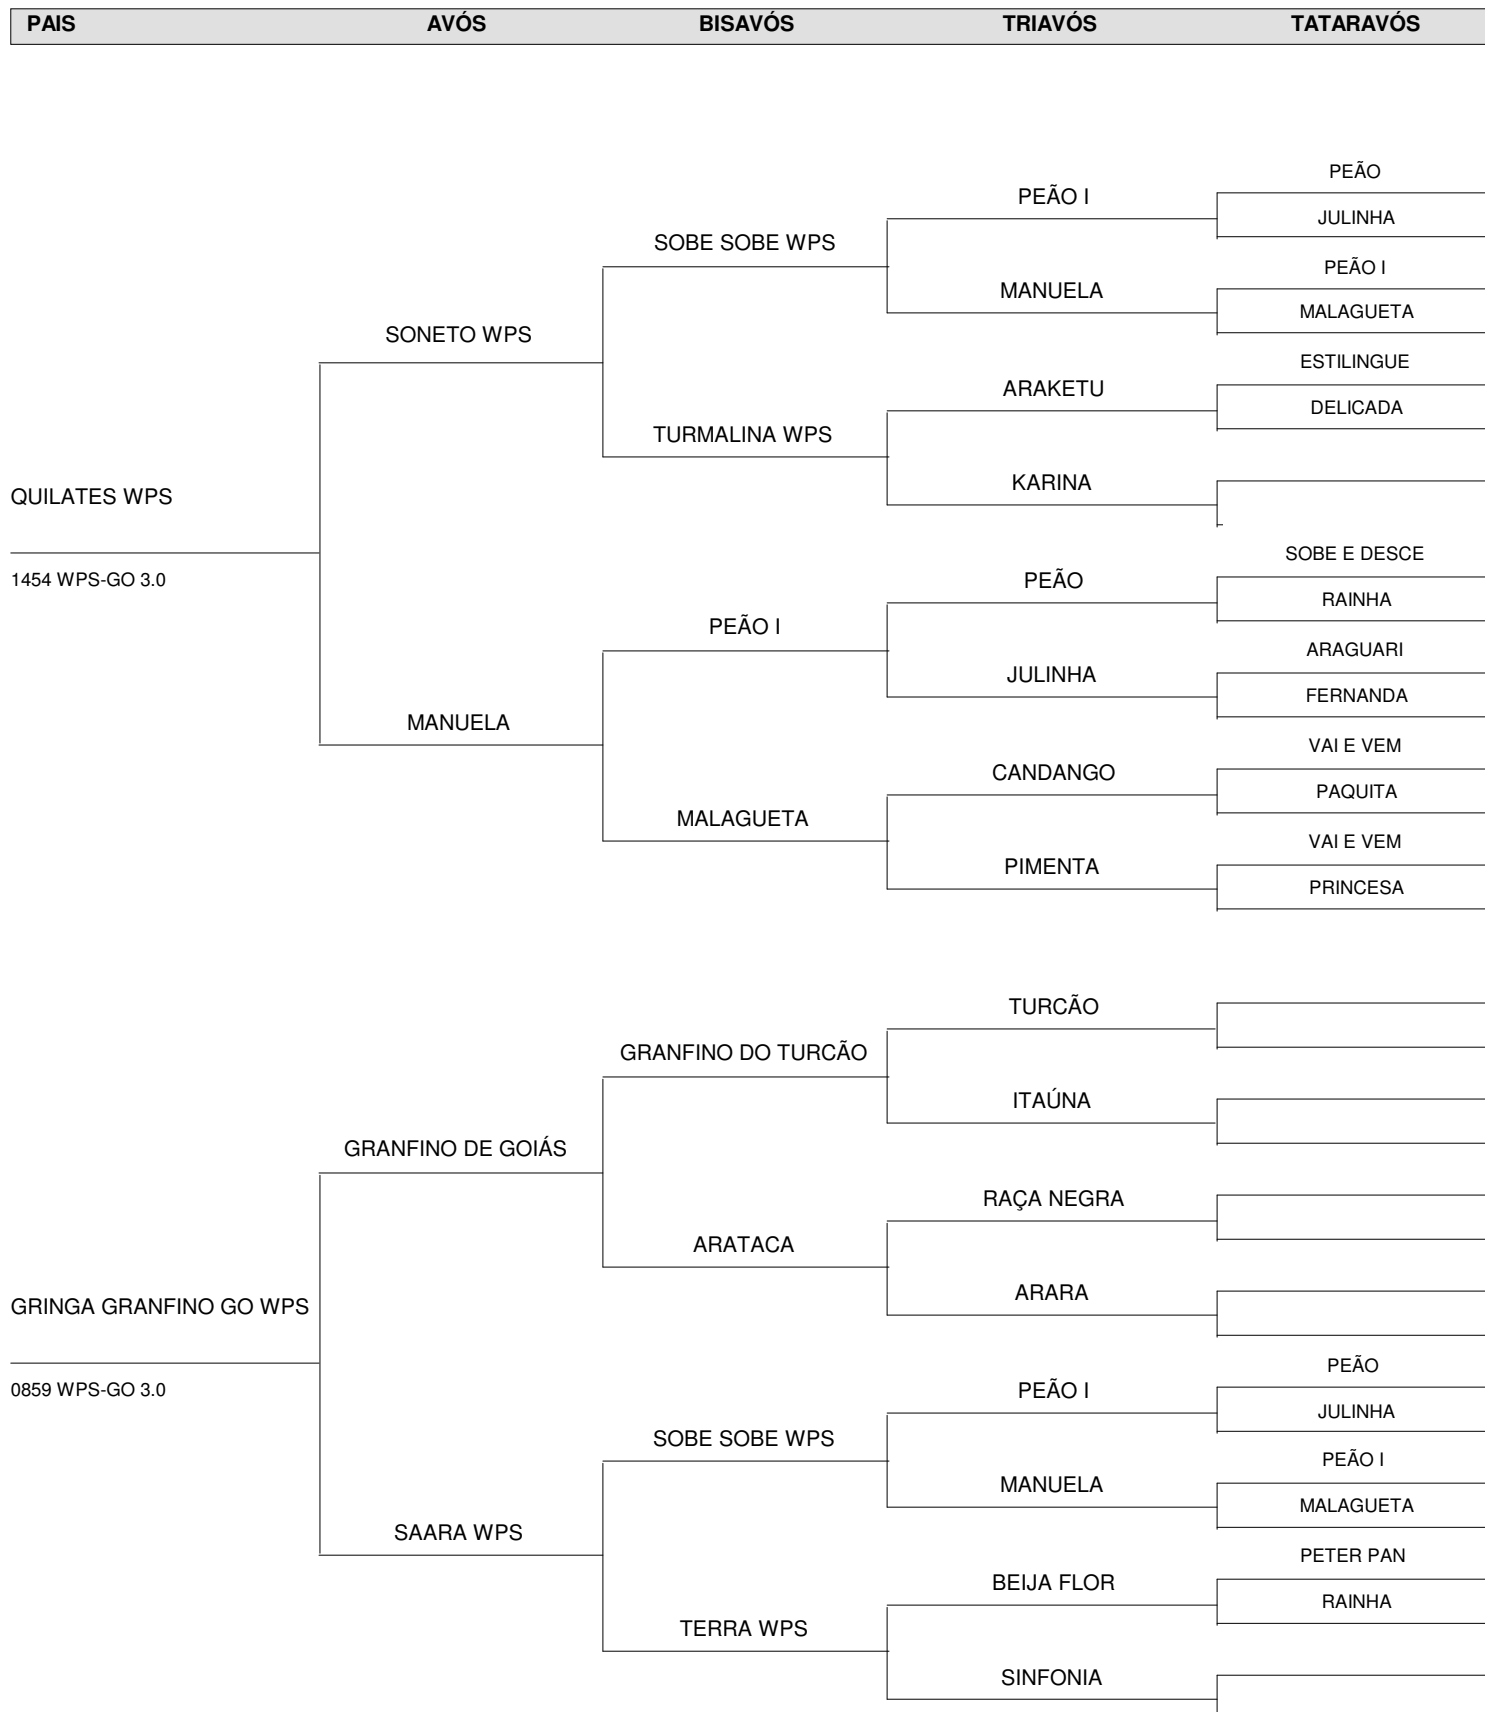 PAIS AVÓS BISAVÓS TRIAVÓS TATARAVÓS
PEÃO
PEÃO I
JULINHA
SOBE SOBE WPS
PEÃO I
MANUELA
MALAGUETA
SONETO WPS
ESTILINGUE
ARAKETU
DELICADA
TURMALINA WPS
KARINA
QUILATES WPS
SOBE E DESCE
1454 WPS-GO 3.0
PEÃO
RAINHA
PEÃO I
ARAGUARI
JULINHA
FERNANDA
MANUELA
VAI E VEM
CANDANGO
PAQUITA
MALAGUETA
VAI E VEM
PIMENTA
PRINCESA
TURCÃO
GRANFINO DO TURCÃO
ITAÚNA
GRANFINO DE GOIÁS
RAÇA NEGRA
ARATACA
ARARA
GRINGA GRANFINO GO WPS
PEÃO
0859 WPS-GO 3.0
PEÃO I
JULINHA
SOBE SOBE WPS
PEÃO I
MANUELA
MALAGUETA
SAARA WPS
PETER PAN
BEIJA FLOR
RAINHA
TERRA WPS
SINFONIA